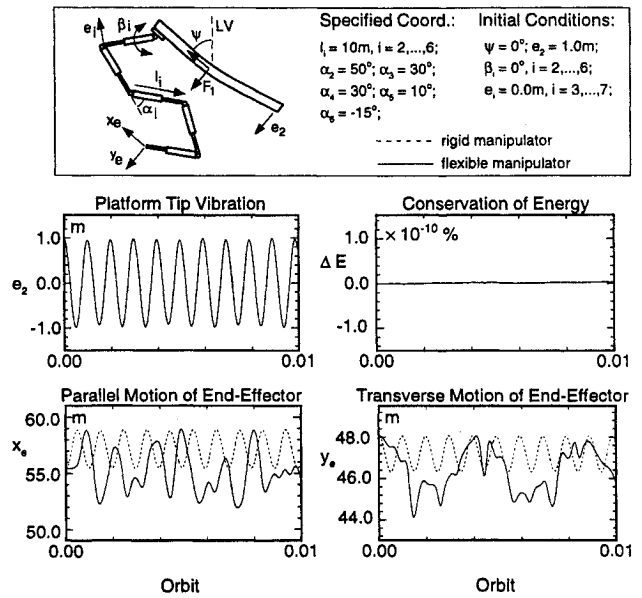 e_i β_i ψ LV
l_i
F_1
α_i
e_2
x_e
y_e
Specified Coord.:
l_i = 10m, i = 2,...,6;
α_2 = 50°; α_3 = 30°;
α_4 = 30°; α_5 = 10°;
α_6 = -15°;
Initial Conditions:
ψ = 0°; e_2 = 1.0m;
β_i = 0°, i = 2,...,6;
e_i = 0.0m, i = 3,...,7;
rigid manipulator
flexible manipulator
Platform Tip Vibration
m
1.0
e_2 0.0
-1.0
0.00 0.01
Conservation of Energy
× 10^-10 %
1.0
Δ E
0.0
-1.0
0.00 0.01
Parallel Motion of End-Effector
60.0
m
x_e
55.0
50.0
0.00 0.01
Orbit
Transverse Motion of End-Effector
m
48.0
y_e
46.0
44.0
0.00 0.01
Orbit